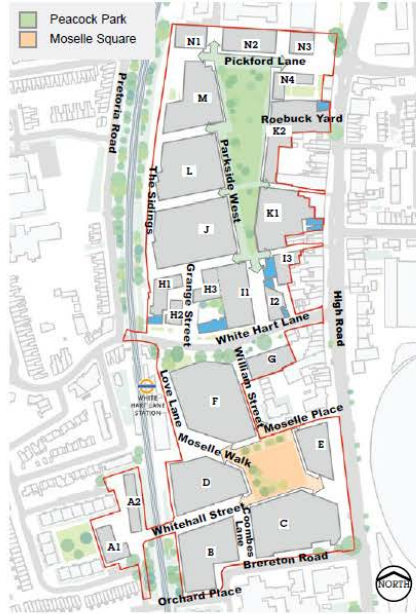 Peacock Park
Moselle Square
N1
N2
N3
Pickford Lane
N4
M
Roebuck Yard
K2
Pretoria Road
The Sidings
L
Parkside West
K1
J
Grange Street
I3
H1
H3
I1
H2
I2
High Road
White Hart Lane
G
William Street
Love Lane
WHITE
HART LANE
STATION
F
Moselle Place
E
Moselle Walk
D
A2
Whitehall Street
Coombes
Lane
C
A1
B
Brereton Road
Orchard Place
NORTH